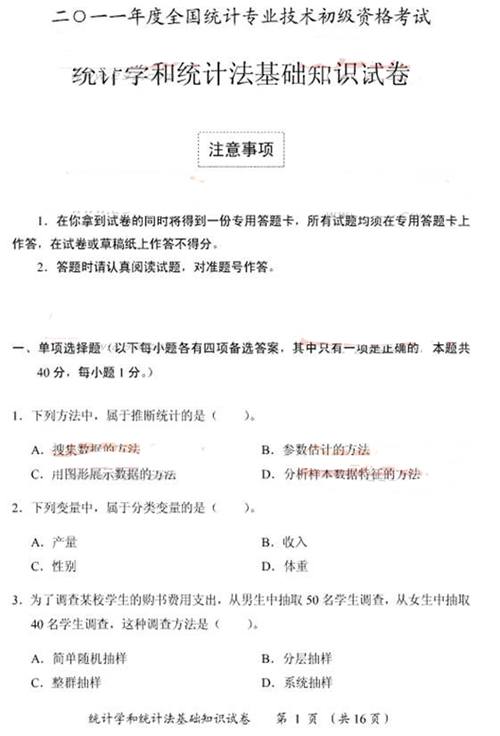 二〇一一年度全国统计专业技术初级资格考试
统计学和统计法基础知识试卷
注意事项
1. 在你拿到试卷的同时将得到一份专用答题卡，所有试题均须在专用答题卡上
作答，在试卷或草稿纸上作答不得分。
2. 答题时请认真阅读试题，对准题号作答。
一、单项选择题（以下每小题各有四项备选答案，其中只有一项是正确的．本题共
40分，每小题1分。）
1. 下列方法中，属于推断统计的是（　　）。
A. 搜集数据的方法　　B. 参数估计的方法
C. 用图形展示数据的方法　　D. 分析样本数据特征的方法
2. 下列变量中，属于分类变量的是（　　）。
A. 产量　　B. 收入
C. 性别　　D. 体重
3. 为了调查某校学生的购书费用支出，从男生中抽取50名学生调查，从女生中抽取
40名学生调查，这种调查方法是（　　）。
A. 简单随机抽样　　B. 分层抽样
C. 整群抽样　　D. 系统抽样
统计学和统计法基础知识试卷　　第 1 页 （共16页）